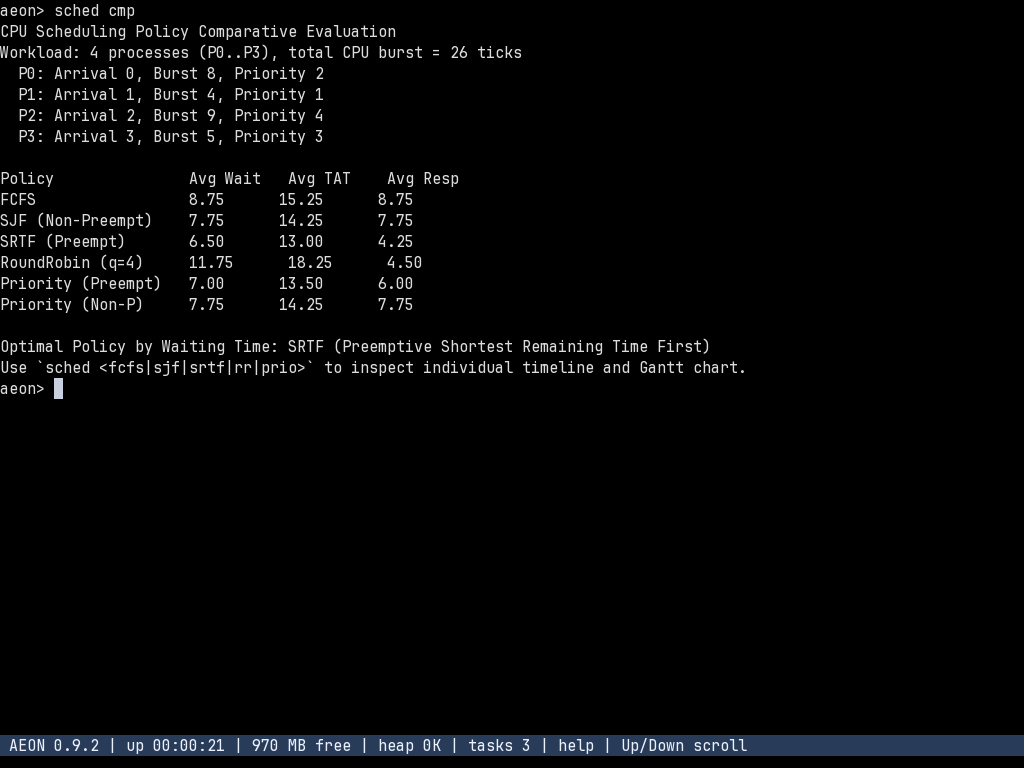 aeon> sched cmp
CPU Scheduling Policy Comparative Evaluation
Workload: 4 processes (P0..P3), total CPU burst = 26 ticks
  P0: Arrival 0, Burst 8, Priority 2
  P1: Arrival 1, Burst 4, Priority 1
  P2: Arrival 2, Burst 9, Priority 4
  P3: Arrival 3, Burst 5, Priority 3

Policy               Avg Wait   Avg TAT    Avg Resp
FCFS                 8.75      15.25      8.75
SJF (Non-Preempt)    7.75      14.25      7.75
SRTF (Preempt)       6.50      13.00      4.25
RoundRobin (q=4)     11.75      18.25      4.50
Priority (Preempt)   7.00      13.50      6.00
Priority (Non-P)     7.75      14.25      7.75

Optimal Policy by Waiting Time: SRTF (Preemptive Shortest Remaining Time First)
Use `sched <fcfs|sjf|srtf|rr|prio>` to inspect individual timeline and Gantt chart.
aeon>
AEON 0.9.2 | up 00:00:21 | 970 MB free | heap OK | tasks 3 | help | Up/Down scroll